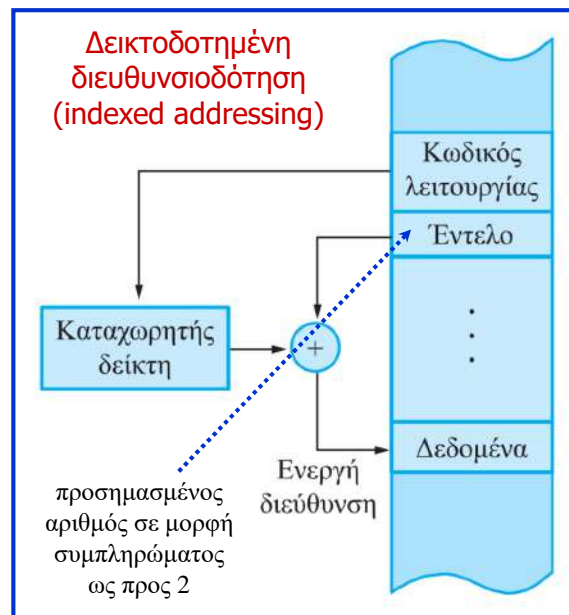 Δεικτοδοτημένη
διευθυνσιοδότηση
(indexed addressing)
Κωδικός
λειτουργίας
Έντελο
Καταχωρητής
δείκτη
+
Δεδομένα
Ενεργή
διεύθυνση
προσημασμένος
αριθμός σε μορφή
συμπληρώματος
ως προς 2